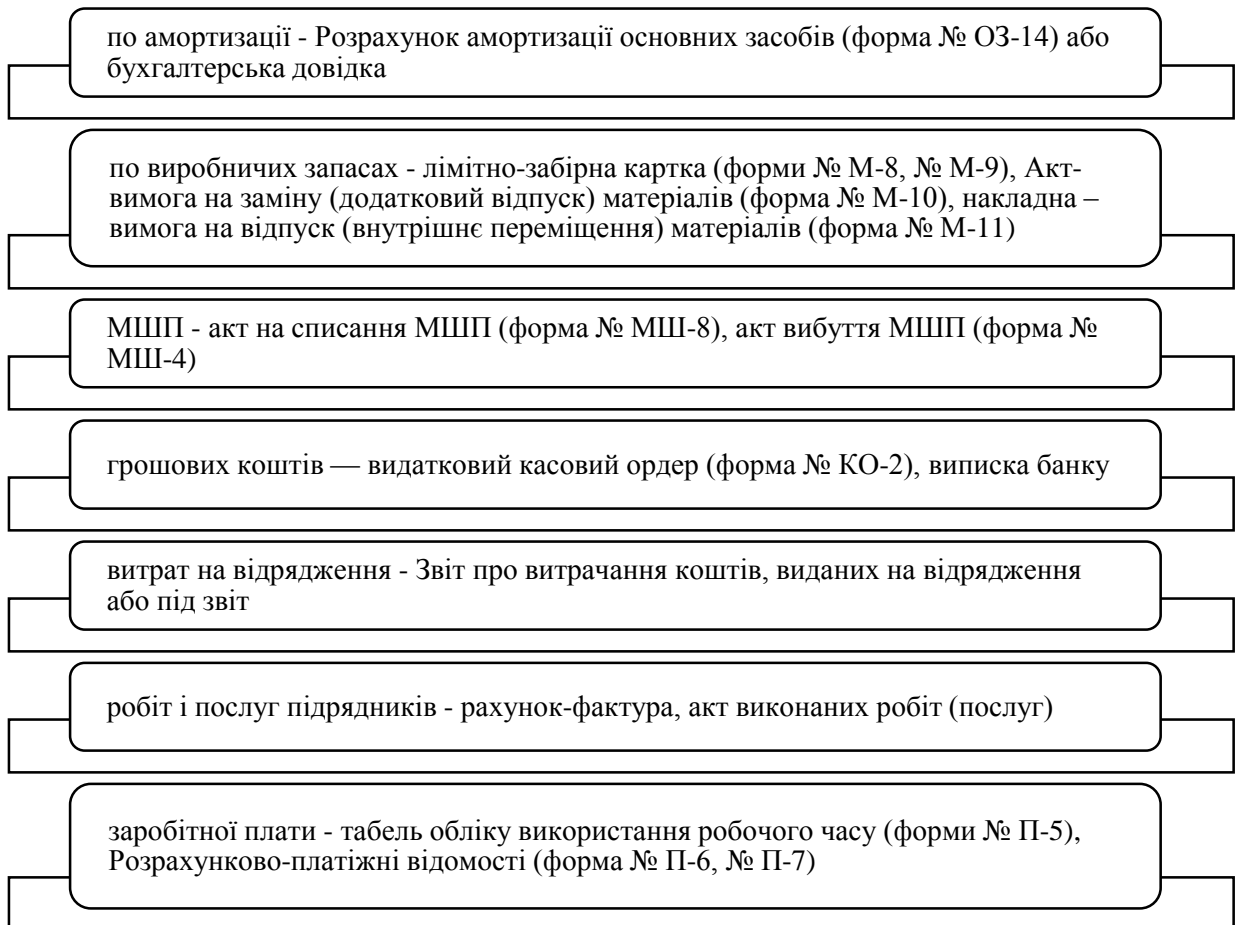 по амортизації - Розрахунок амортизації основних засобів (форма № ОЗ-14) або
бухгалтерська довідка
по виробничих запасах - лімітно-забірна картка (форми № М-8, № М-9), Акт-
вимога на заміну (додатковий відпуск) матеріалів (форма № М-10), накладна –
вимога на відпуск (внутрішнє переміщення) матеріалів (форма № М-11)
МШП - акт на списання МШП (форма № МШ-8), акт вибуття МШП (форма №
МШ-4)
грошових коштів — видатковий касовий ордер (форма № КО-2), виписка банку
витрат на відрядження - Звіт про витрачання коштів, виданих на відрядження
або під звіт
робіт і послуг підрядників - рахунок-фактура, акт виконаних робіт (послуг)
заробітної плати - табель обліку використання робочого часу (форми № П-5),
Розрахунково-платіжні відомості (форма № П-6, № П-7)